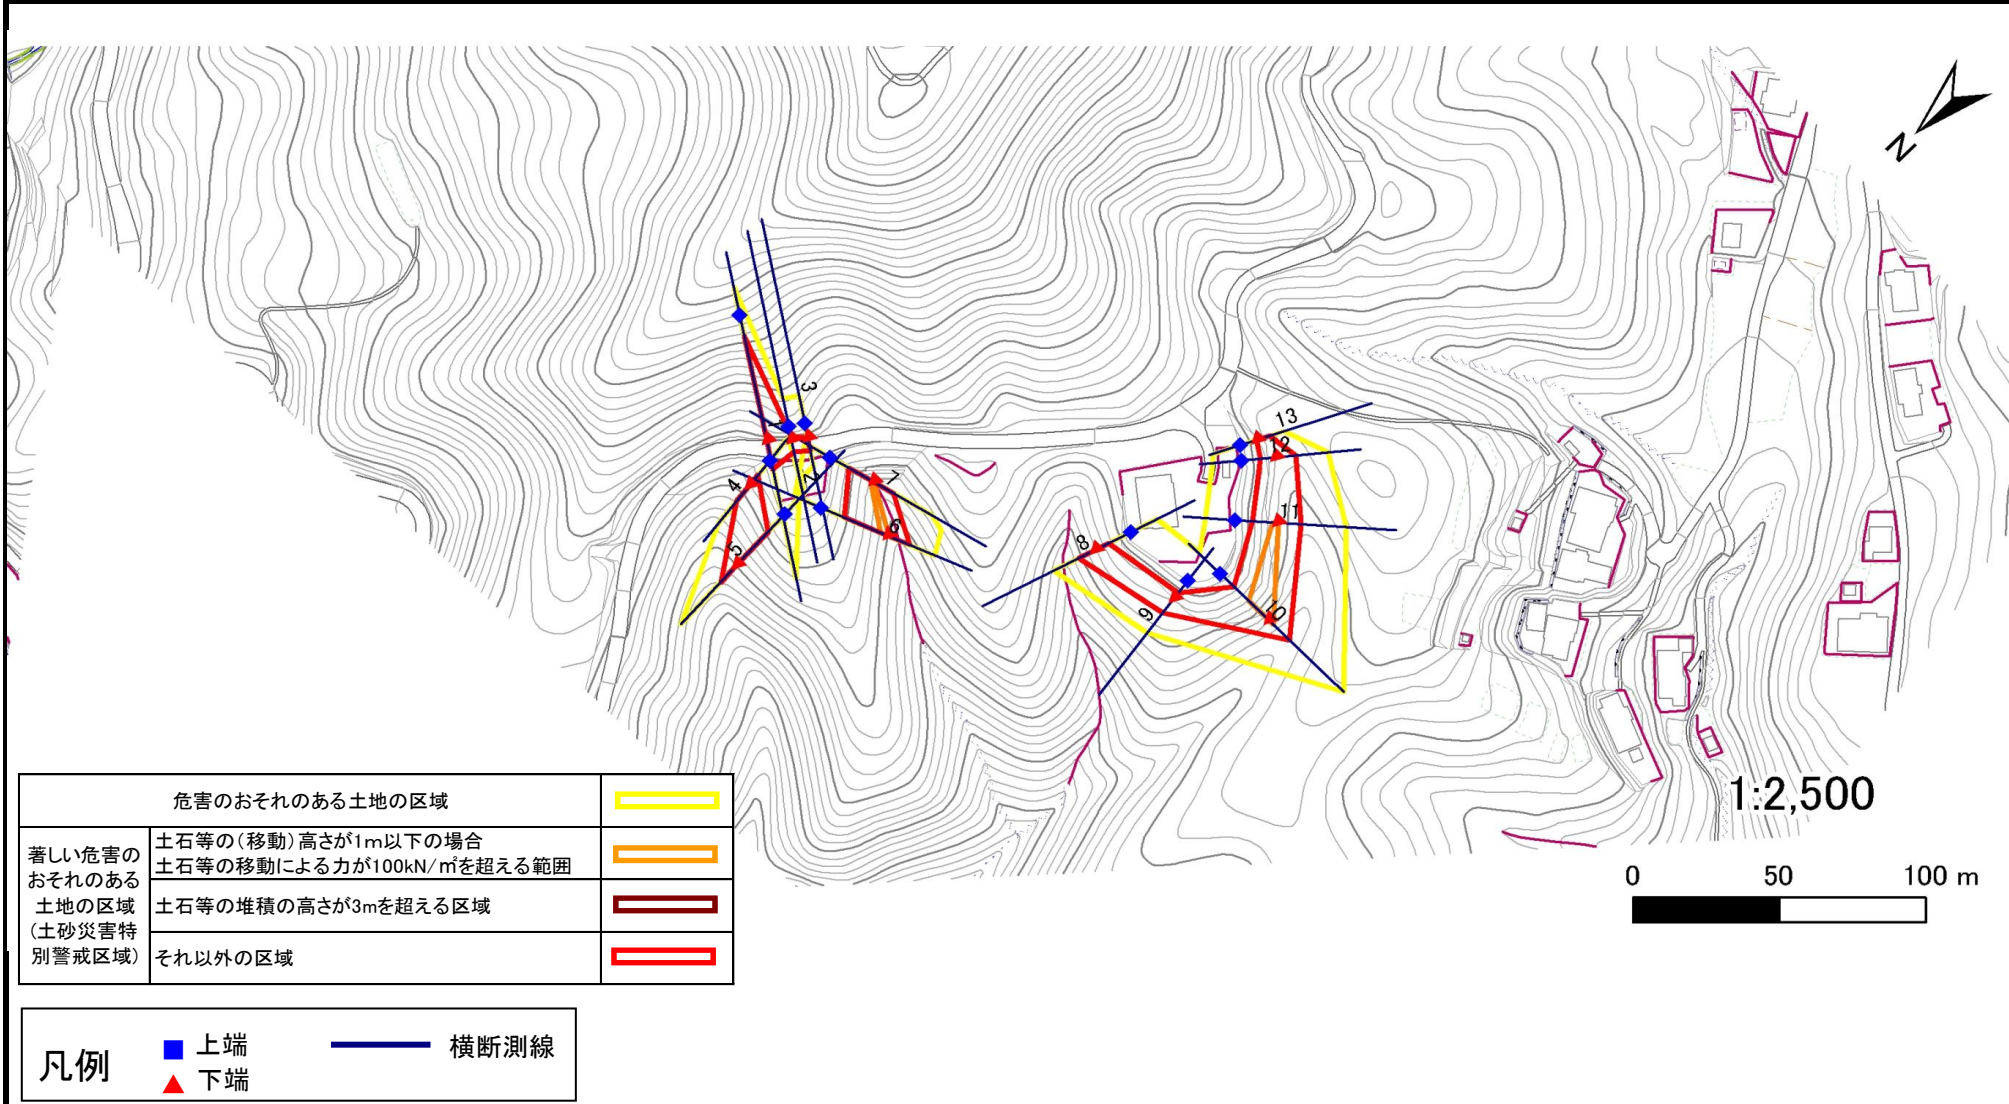 N
3
1
2
4
5
7
6
8
9
10
11
12
13
1:2,500
0 50 100 m
危害のおそれのある土地の区域
著しい危害の
おそれのある
土地の区域
(土砂災害特
別警戒区域)
土石等の(移動)高さが1m以下の場合
土石等の移動による力が100kN/㎡を超える範囲
土石等の堆積の高さが3mを超える区域
それ以外の区域
凡例
上端
下端
横断測線